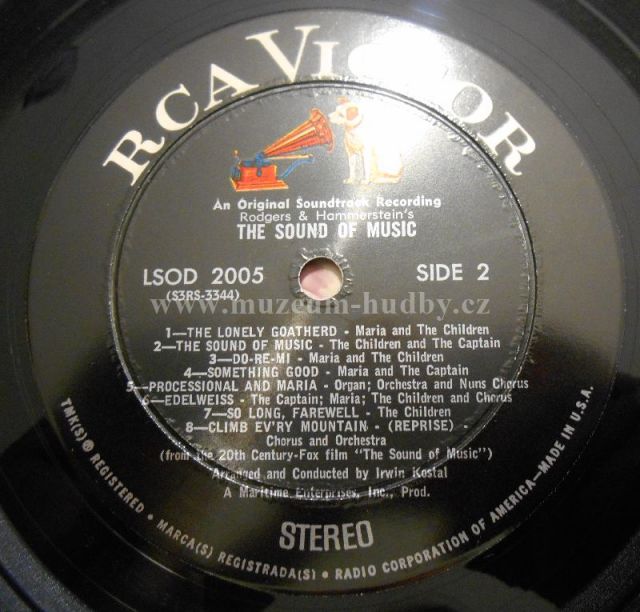 RCA VICTOR
An Original Soundtrack Recording
Rodgers & Hammerstein's
THE SOUND OF MUSIC
LSOD 2005
(S3RS-3344)
SIDE 2
www.muzeum-hudby.cz
1—THE LONELY GOATHERD - Maria and The Children
2—THE SOUND OF MUSIC - The Children and The Captain
3—DO-RE-MI - Maria and The Children
4—SOMETHING GOOD - Maria and The Captain
5—PROCESSIONAL AND MARIA - Organ; Orchestra and Nuns Chorus
6—EDELWEISS - The Captain; Maria; The Children and Chorus
7—SO LONG, FAREWELL - The Children
8—CLIMB EV'RY MOUNTAIN - (REPRISE) -
Chorus and Orchestra
(from the 20th Century-Fox film "The Sound of Music")
Arranged and Conducted by Irwin Kostal
A Maritime Enterprises, Inc., Prod.
STEREO
TMK(S) ® REGISTERED • MARCA(S) REGISTRADA(S) • RADIO CORPORATION OF AMERICA—MADE IN U.S.A.